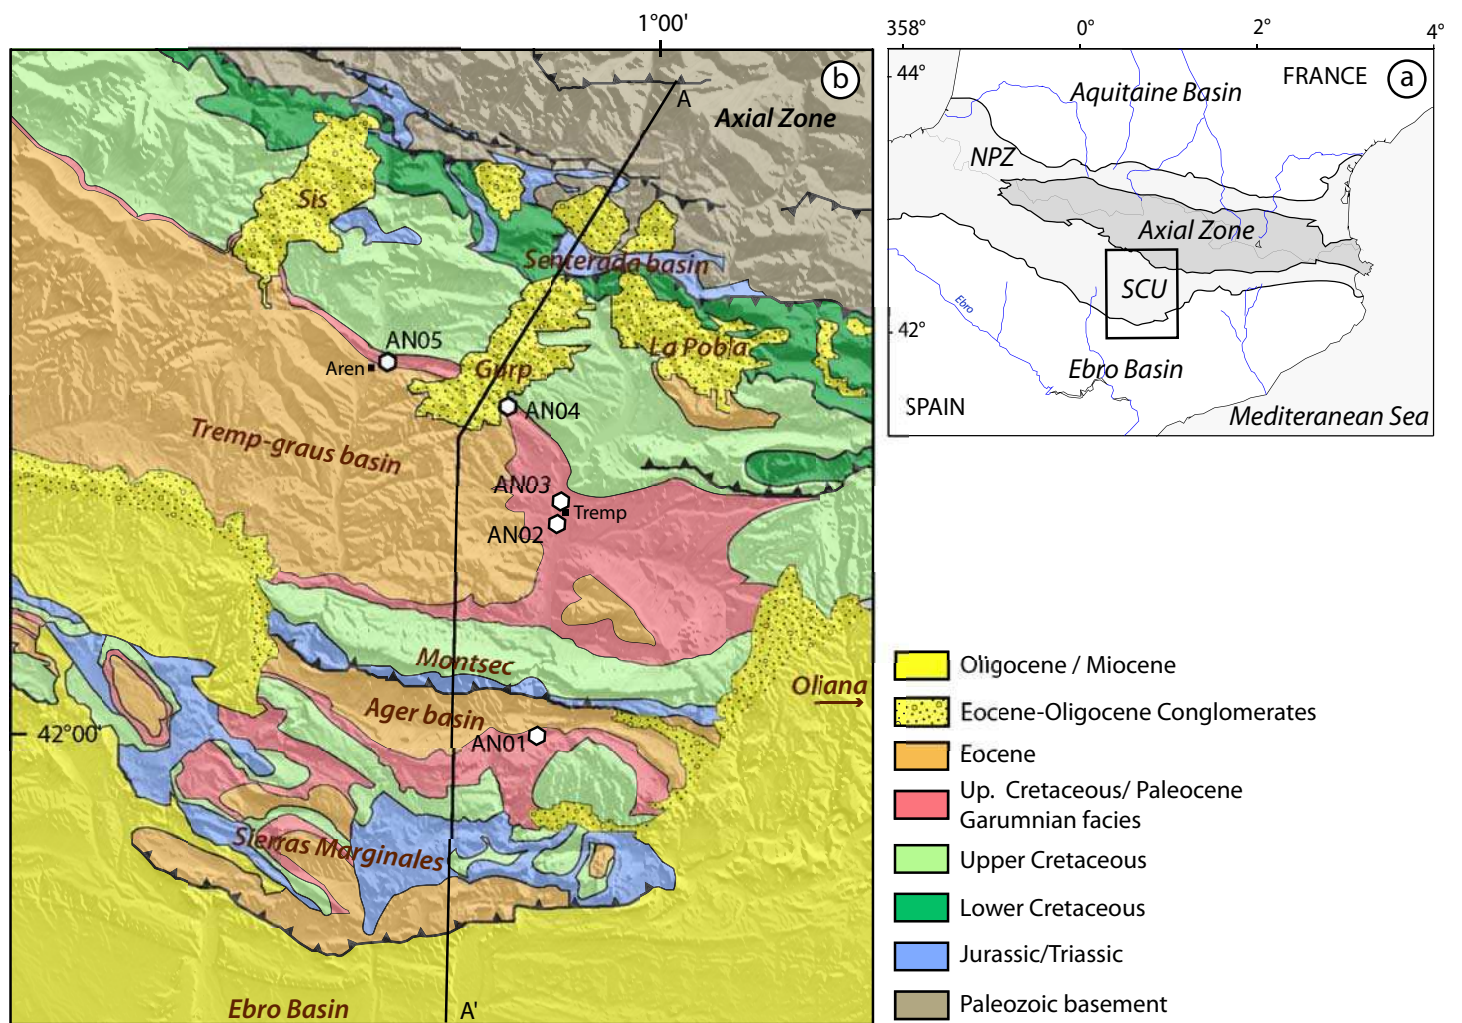 1°00'
b
A
Axial Zone
Sis
Senterada basin
AN05
Aren
Gurp
La Pobla
AN04
Tremp-graus basin
AN03
Tremp
AN02
Montsec
Oliana
Ager basin
42°00'
AN01
Sierras Marginales
Ebro Basin
A'
358°
0°
2°
4°
44°
FRANCE
a
Aquitaine Basin
NPZ
Axial Zone
SCU
Ebro
42°
Ebro Basin
SPAIN
Mediteranean Sea
Oligocene / Miocene
Eocene-Oligocene Conglomerates
Eocene
Up. Cretaceous/ Paleocene
Garumnian facies
Upper Cretaceous
Lower Cretaceous
Jurassic/Triassic
Paleozoic basement